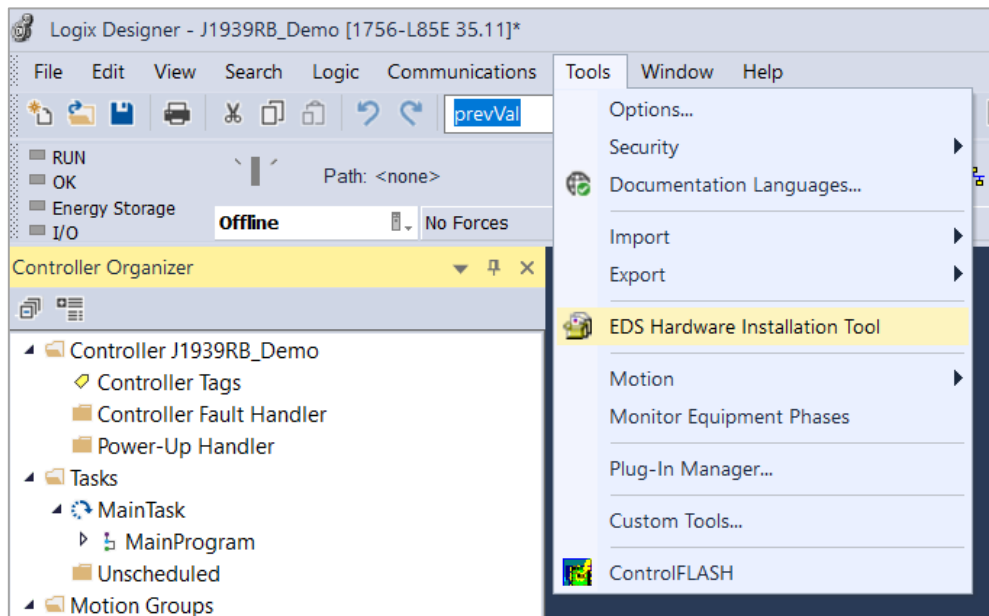 Logix Designer - J1939RB_Demo [1756-L85E 35.11]*
File Edit View Search Logic Communications Tools Window Help
prevVal
RUN
OK
Energy Storage
I/O
Path: <none>
Offline
No Forces
Controller Organizer
Controller J1939RB_Demo
Controller Tags
Controller Fault Handler
Power-Up Handler
Tasks
MainTask
MainProgram
Unscheduled
Motion Groups
Options...
Security
Documentation Languages...
Import
Export
EDS Hardware Installation Tool
Motion
Monitor Equipment Phases
Plug-In Manager...
Custom Tools...
ControlFLASH